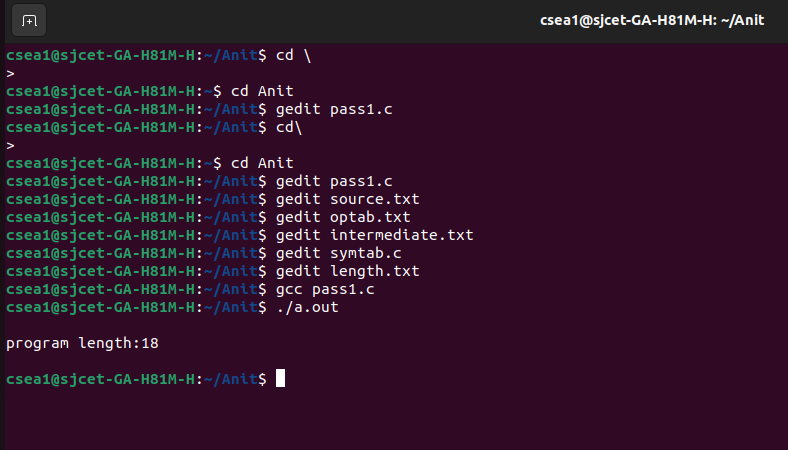 csea1@sjcet-GA-H81M-H: ~/Anit
csea1@sjcet-GA-H81M-H:~/Anit$ cd \
>
csea1@sjcet-GA-H81M-H:~$ cd Anit
csea1@sjcet-GA-H81M-H:~/Anit$ gedit pass1.c
csea1@sjcet-GA-H81M-H:~/Anit$ cd\
>
csea1@sjcet-GA-H81M-H:~$ cd Anit
csea1@sjcet-GA-H81M-H:~/Anit$ gedit pass1.c
csea1@sjcet-GA-H81M-H:~/Anit$ gedit source.txt
csea1@sjcet-GA-H81M-H:~/Anit$ gedit optab.txt
csea1@sjcet-GA-H81M-H:~/Anit$ gedit intermediate.txt
csea1@sjcet-GA-H81M-H:~/Anit$ gedit symtab.c
csea1@sjcet-GA-H81M-H:~/Anit$ gedit length.txt
csea1@sjcet-GA-H81M-H:~/Anit$ gcc pass1.c
csea1@sjcet-GA-H81M-H:~/Anit$ ./a.out
program length:18
csea1@sjcet-GA-H81M-H:~/Anit$